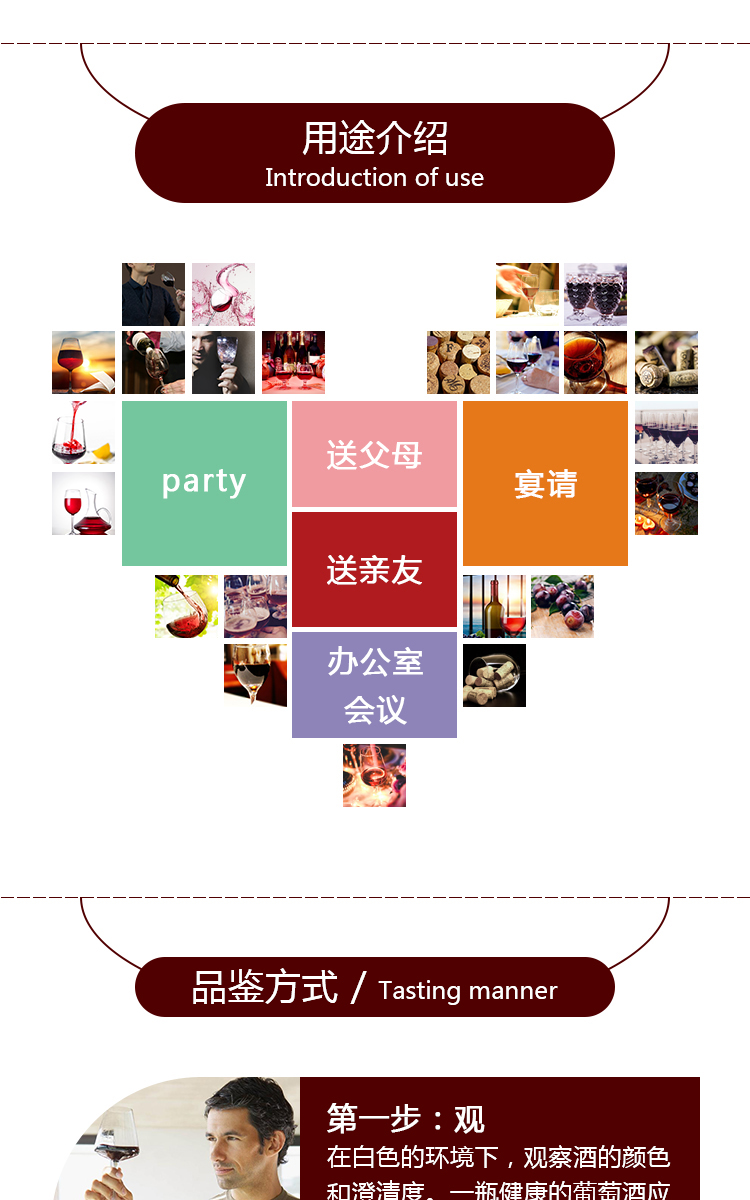 用途介绍
Introduction of use
party
送父母
宴请
送亲友
办公室
会议
品鉴方式 / Tasting manner
第一步：观
在白色的环境下，观察酒的颜色
和澄清度。一瓶健康的葡萄酒应